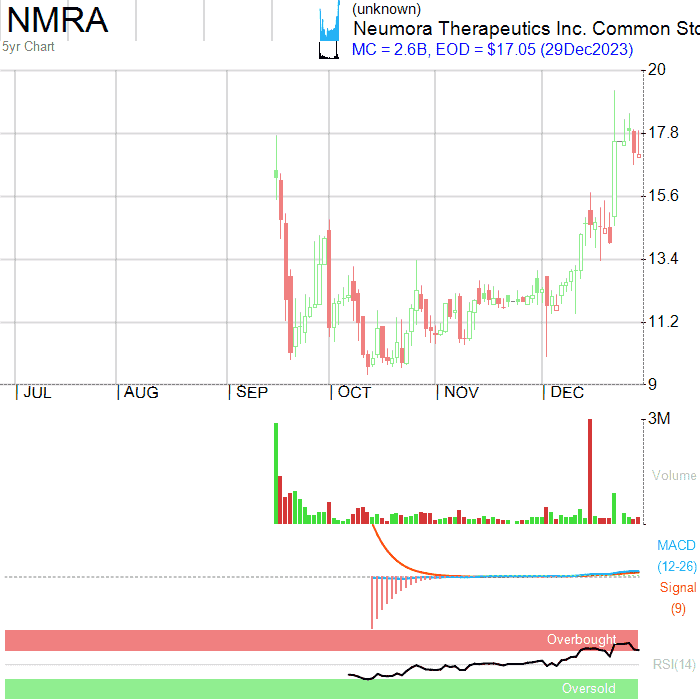 NMRA
(unknown)
Neumora Therapeutics Inc. Common Sto
5yr Chart
MC = 2.6B, EOD = $17.05 (29Dec2023)
20
17.8
15.6
13.4
11.2
9
JUL AUG SEP OCT NOV DEC
3M
Volume
MACD
(12-26)
Signal
(9)
Overbought
RSI(14)
Oversold